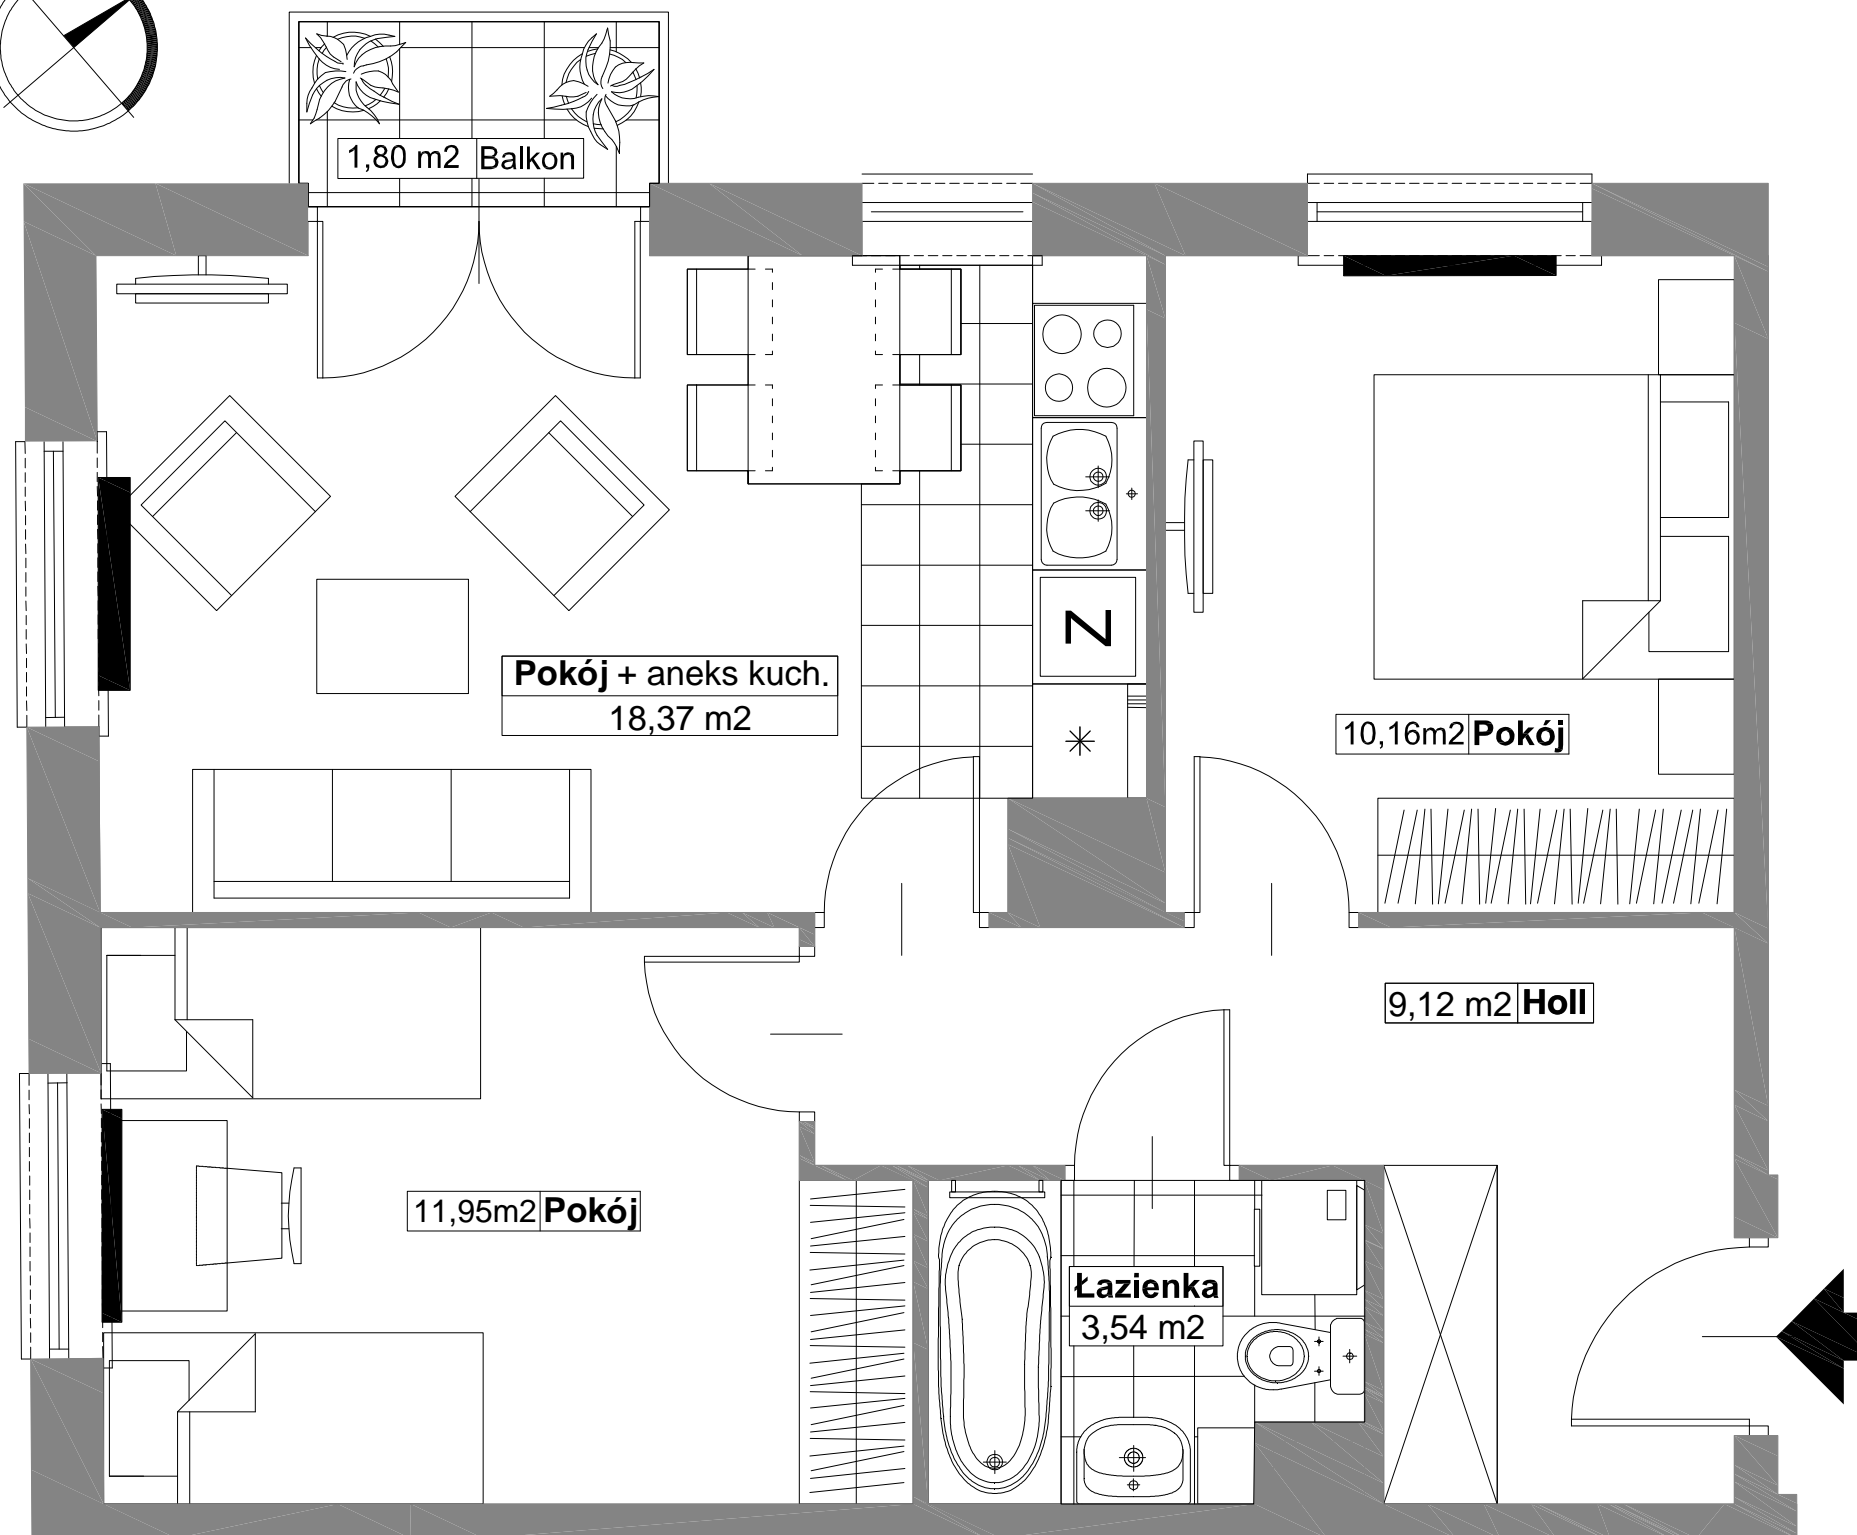 1,80 m2 Balkon
Pokój + aneks kuch.
18,37 m2
Z
10,16m2 Pokój
9,12 m2 Holl
11,95m2 Pokój
Łazienka
3,54 m2